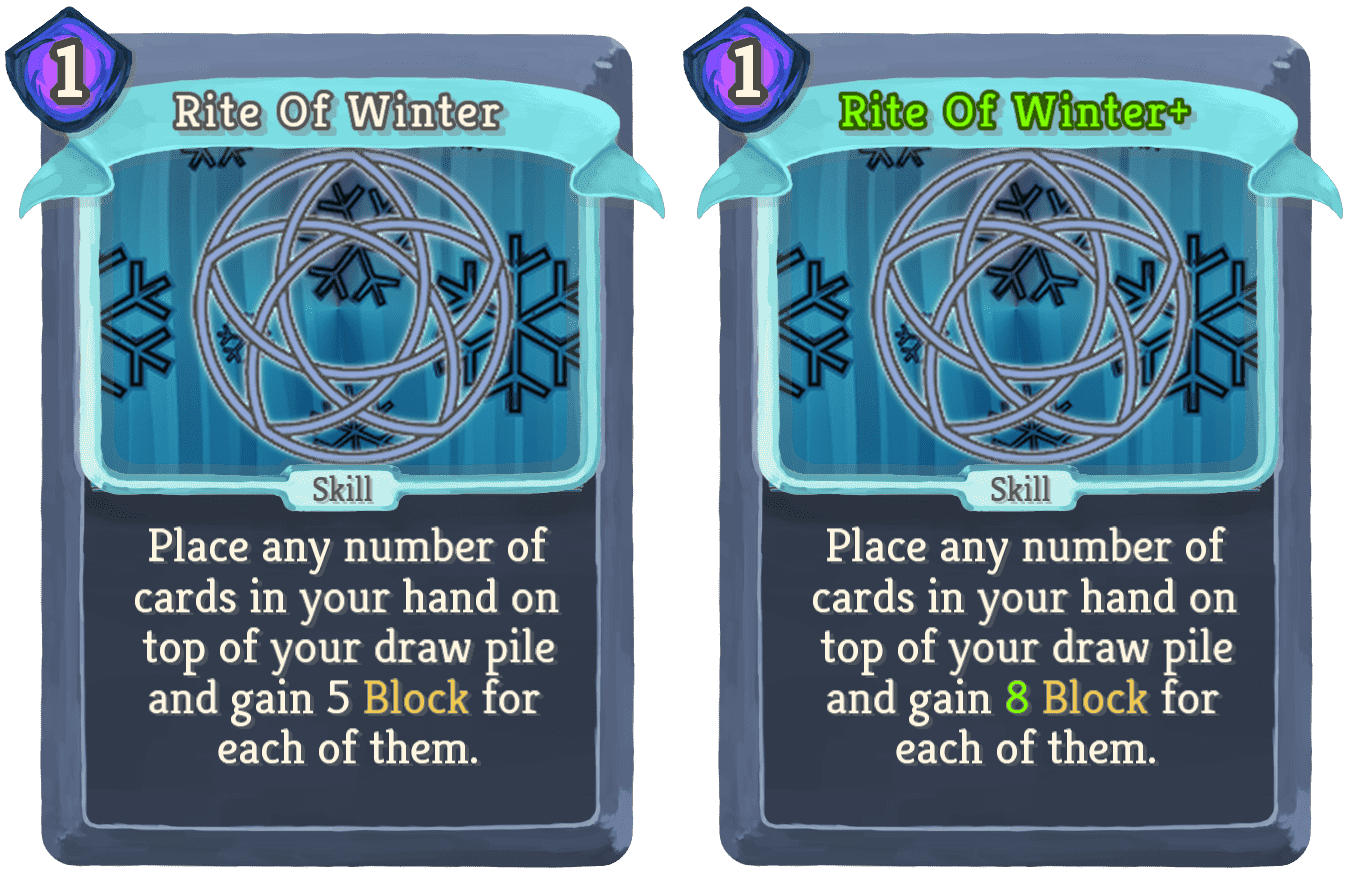 1
Rite Of Winter
Skill
Place any number of
cards in your hand on
top of your draw pile
and gain 5 Block for
each of them.
1
Rite Of Winter+
Skill
Place any number of
cards in your hand on
top of your draw pile
and gain 8 Block for
each of them.